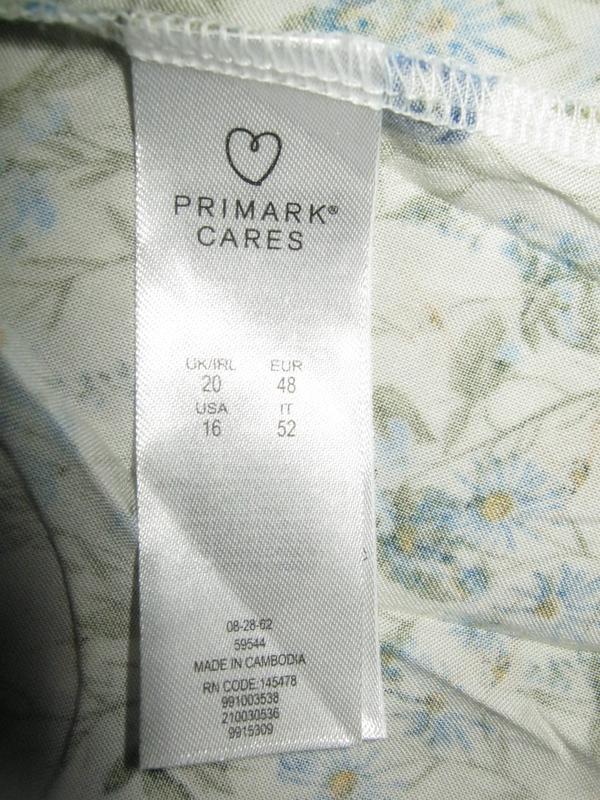 PRIMARK®
CARES
UK/IRL EUR
20 48
USA IT
16 52
08-28-62
59544
MADE IN CAMBODIA
RN CODE:145478
991003538
210030536
9915309